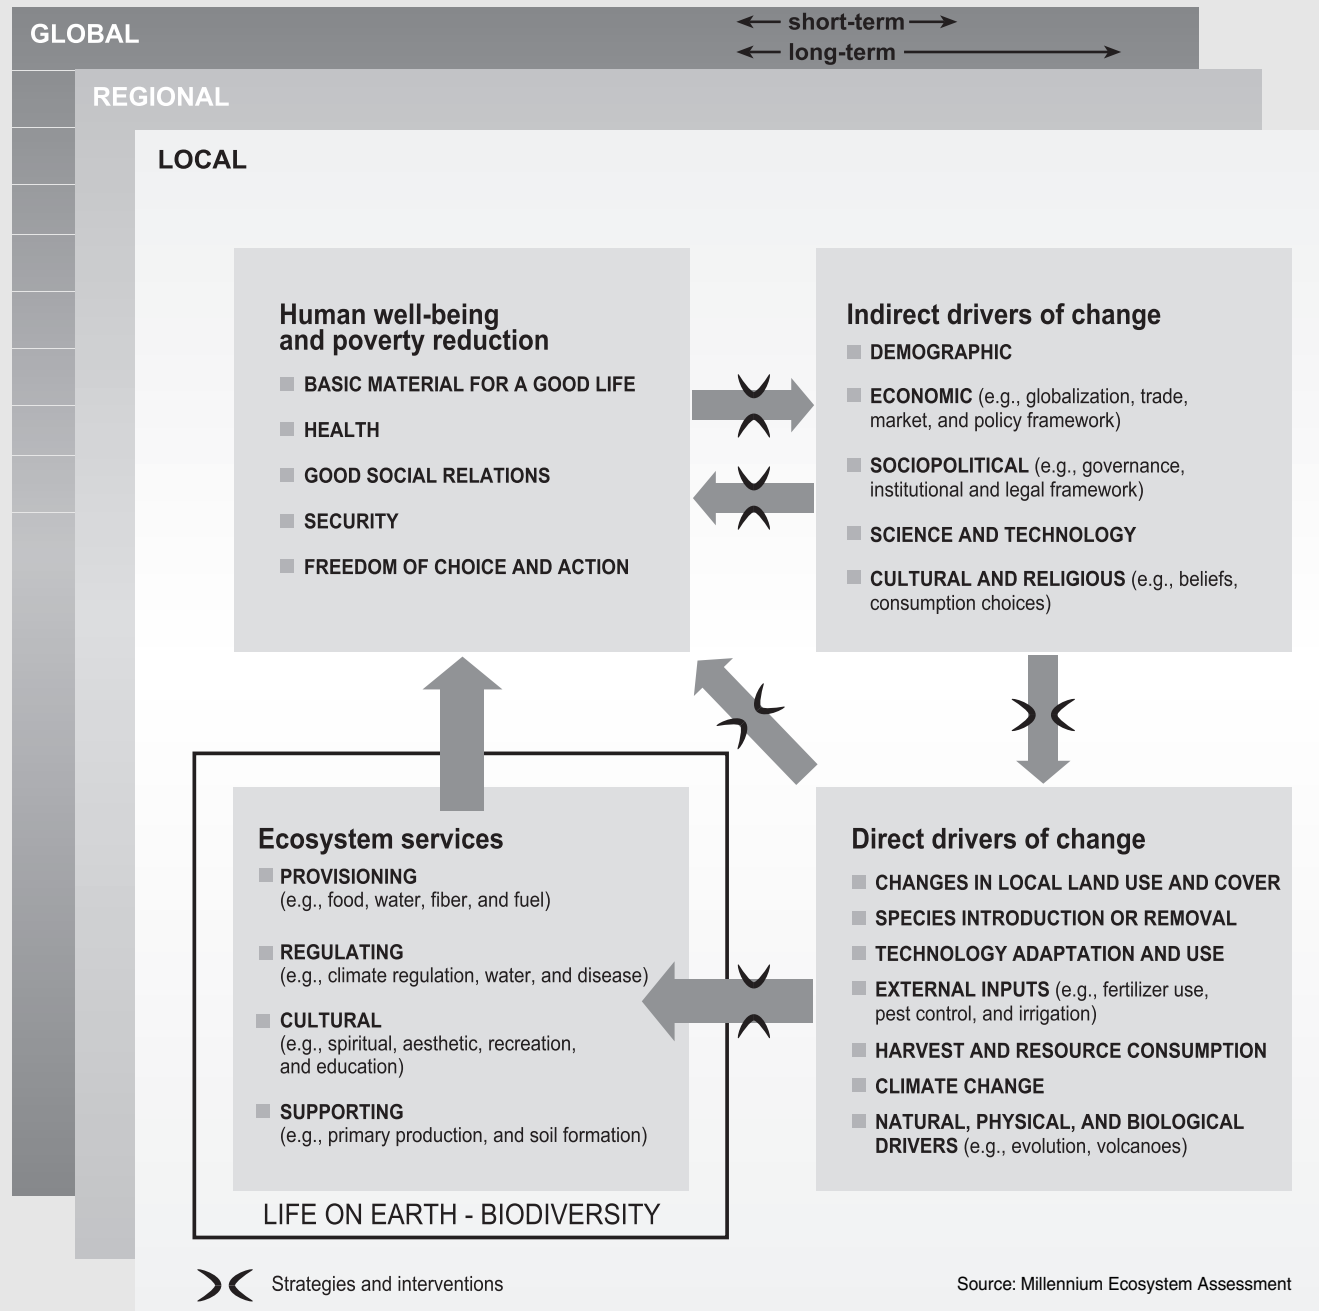 GLOBAL
short-term
long-term
REGIONAL
LOCAL
Human well-being
and poverty reduction
BASIC MATERIAL FOR A GOOD LIFE
HEALTH
GOOD SOCIAL RELATIONS
SECURITY
FREEDOM OF CHOICE AND ACTION
Indirect drivers of change
DEMOGRAPHIC
ECONOMIC (e.g., globalization, trade,
market, and policy framework)
SOCIOPOLITICAL (e.g., governance,
institutional and legal framework)
SCIENCE AND TECHNOLOGY
CULTURAL AND RELIGIOUS (e.g., beliefs,
consumption choices)
Ecosystem services
PROVISIONING
(e.g., food, water, fiber, and fuel)
REGULATING
(e.g., climate regulation, water, and disease)
CULTURAL
(e.g., spiritual, aesthetic, recreation,
and education)
SUPPORTING
(e.g., primary production, and soil formation)
LIFE ON EARTH - BIODIVERSITY
Direct drivers of change
CHANGES IN LOCAL LAND USE AND COVER
SPECIES INTRODUCTION OR REMOVAL
TECHNOLOGY ADAPTATION AND USE
EXTERNAL INPUTS (e.g., fertilizer use,
pest control, and irrigation)
HARVEST AND RESOURCE CONSUMPTION
CLIMATE CHANGE
NATURAL, PHYSICAL, AND BIOLOGICAL
DRIVERS (e.g., evolution, volcanoes)
Strategies and interventions
Source: Millennium Ecosystem Assessment